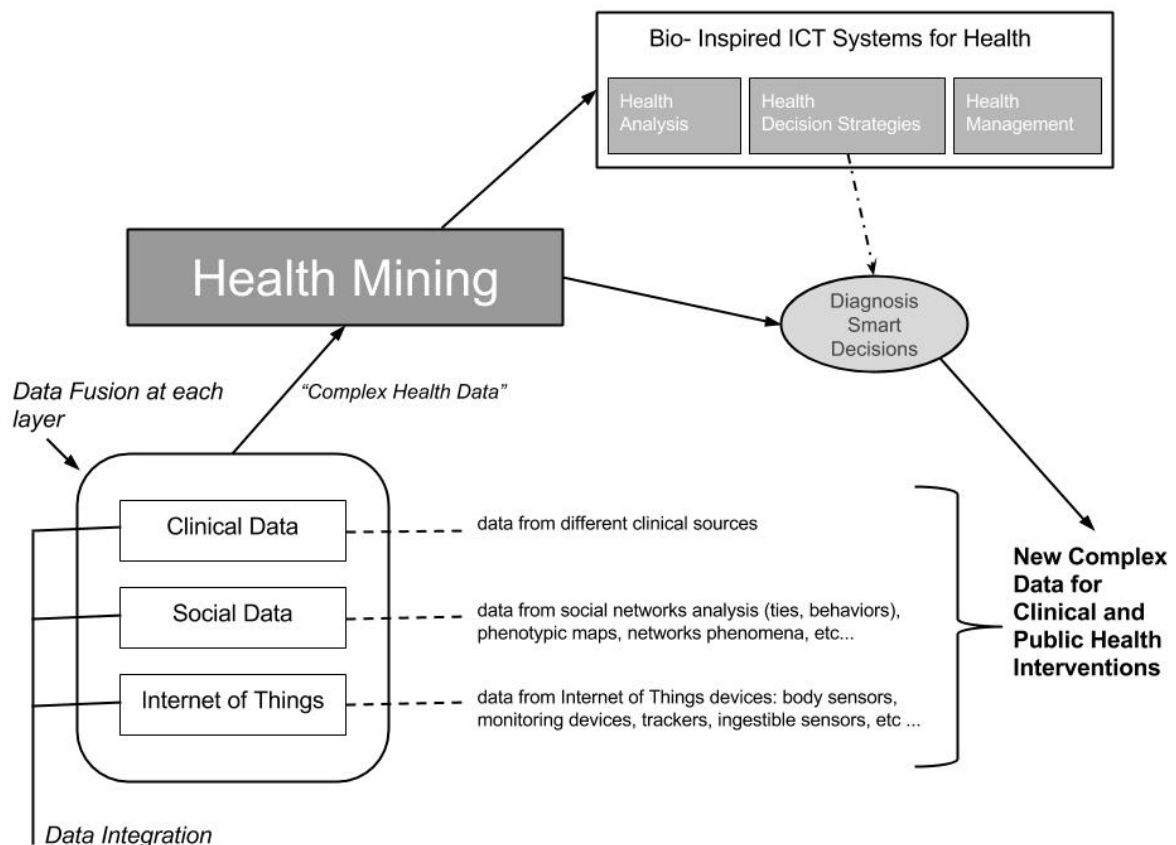 Bio- Inspired ICT Systems for Health
Health
Analysis
Health
Decision Strategies
Health
Management
Health Mining
Diagnosis
Smart
Decisions
Data Fusion at each
layer
“Complex Health Data”
Clinical Data
data from different clinical sources
Social Data
data from social networks analysis (ties, behaviors),
phenotypic maps, networks phenomena, etc...
Internet of Things
data from Internet of Things devices: body sensors,
monitoring devices, trackers, ingestible sensors, etc ...
New Complex
Data for
Clinical and
Public Health
Interventions
Data Integration